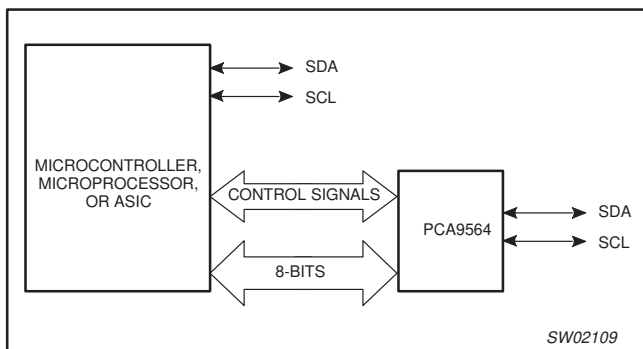 SDA
SCL
MICROCONTROLLER,
MICROPROCESSOR,
OR ASIC
CONTROL SIGNALS
PCA9564
SDA
SCL
8-BITS
SW02109